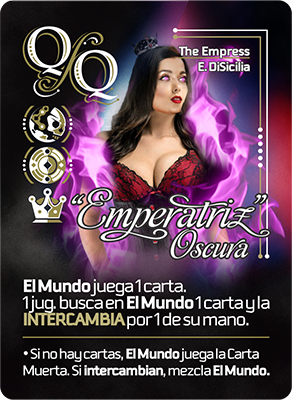 QfQ
The Empress
E. DiSicilia
"Emperatriz"
Oscura
El Mundo juega 1 carta.
1 jug. busca en El Mundo 1 carta y la
INTERCAMBIA por 1 de su mano.
• Si no hay cartas, El Mundo juega la Carta
Muerta. Si intercambian, mezcla El Mundo.